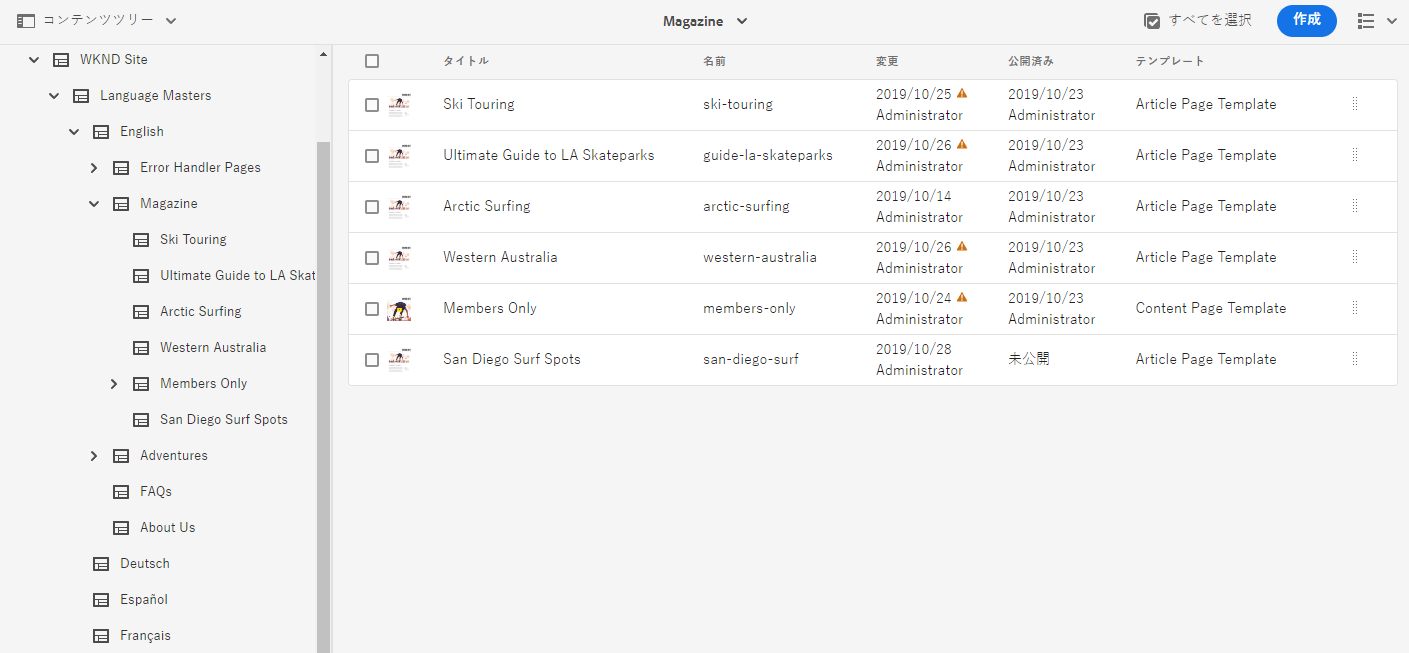 コンテンツツリー
Magazine
すべてを選択
作成
WKND Site
Language Masters
English
Error Handler Pages
Magazine
Ski Touring
Ultimate Guide to LA Skat
Arctic Surfing
Western Australia
Members Only
San Diego Surf Spots
Adventures
FAQs
About Us
Deutsch
Español
Français
タイトル 名前 変更 公開済み テンプレート
Ski Touring ski-touring 2019/10/25 2019/10/23 Article Page Template
Administrator Administrator
Ultimate Guide to LA Skateparks guide-la-skateparks 2019/10/26 2019/10/23 Article Page Template
Administrator Administrator
Arctic Surfing arctic-surfing 2019/10/14 2019/10/23 Article Page Template
Administrator Administrator
Western Australia western-australia 2019/10/26 2019/10/23 Article Page Template
Administrator Administrator
Members Only members-only 2019/10/24 2019/10/23 Content Page Template
Administrator Administrator
San Diego Surf Spots san-diego-surf 2019/10/28 未公開 Article Page Template
Administrator